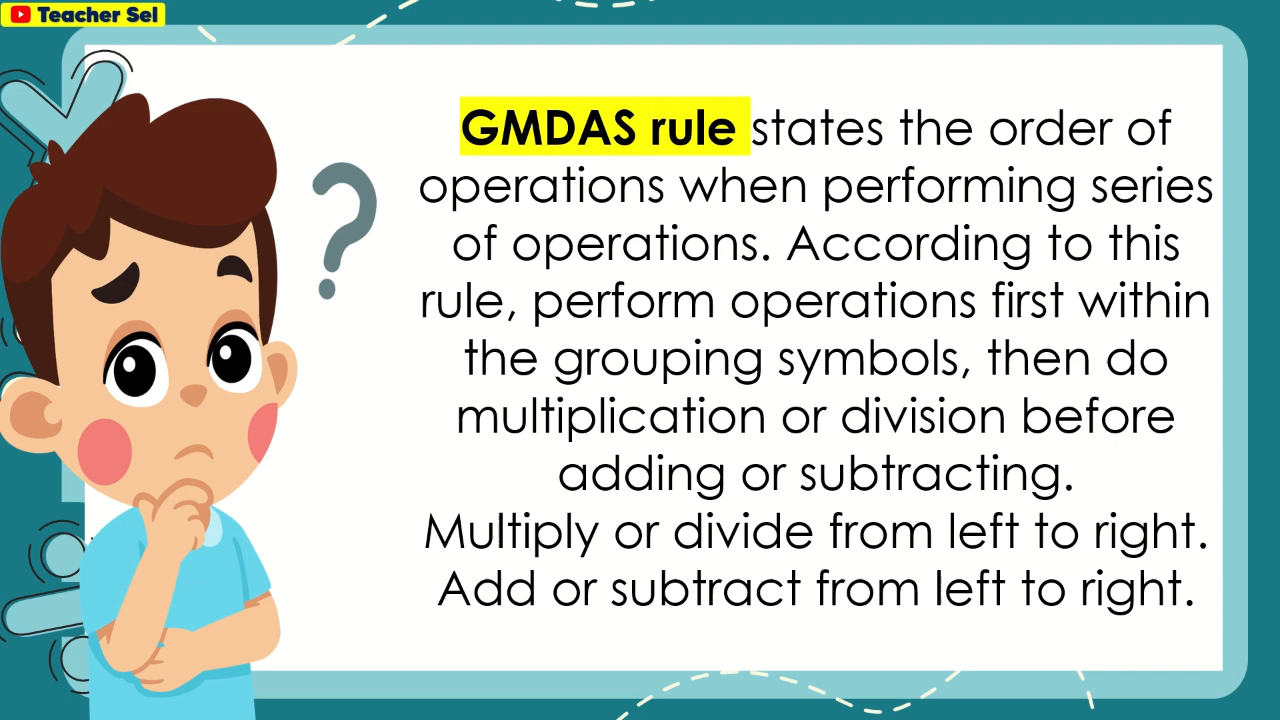 Teacher Sel
GMDAS rule states the order of
operations when performing series
of operations. According to this
rule, perform operations first within
the grouping symbols, then do
multiplication or division before
adding or subtracting.
Multiply or divide from left to right.
Add or subtract from left to right.